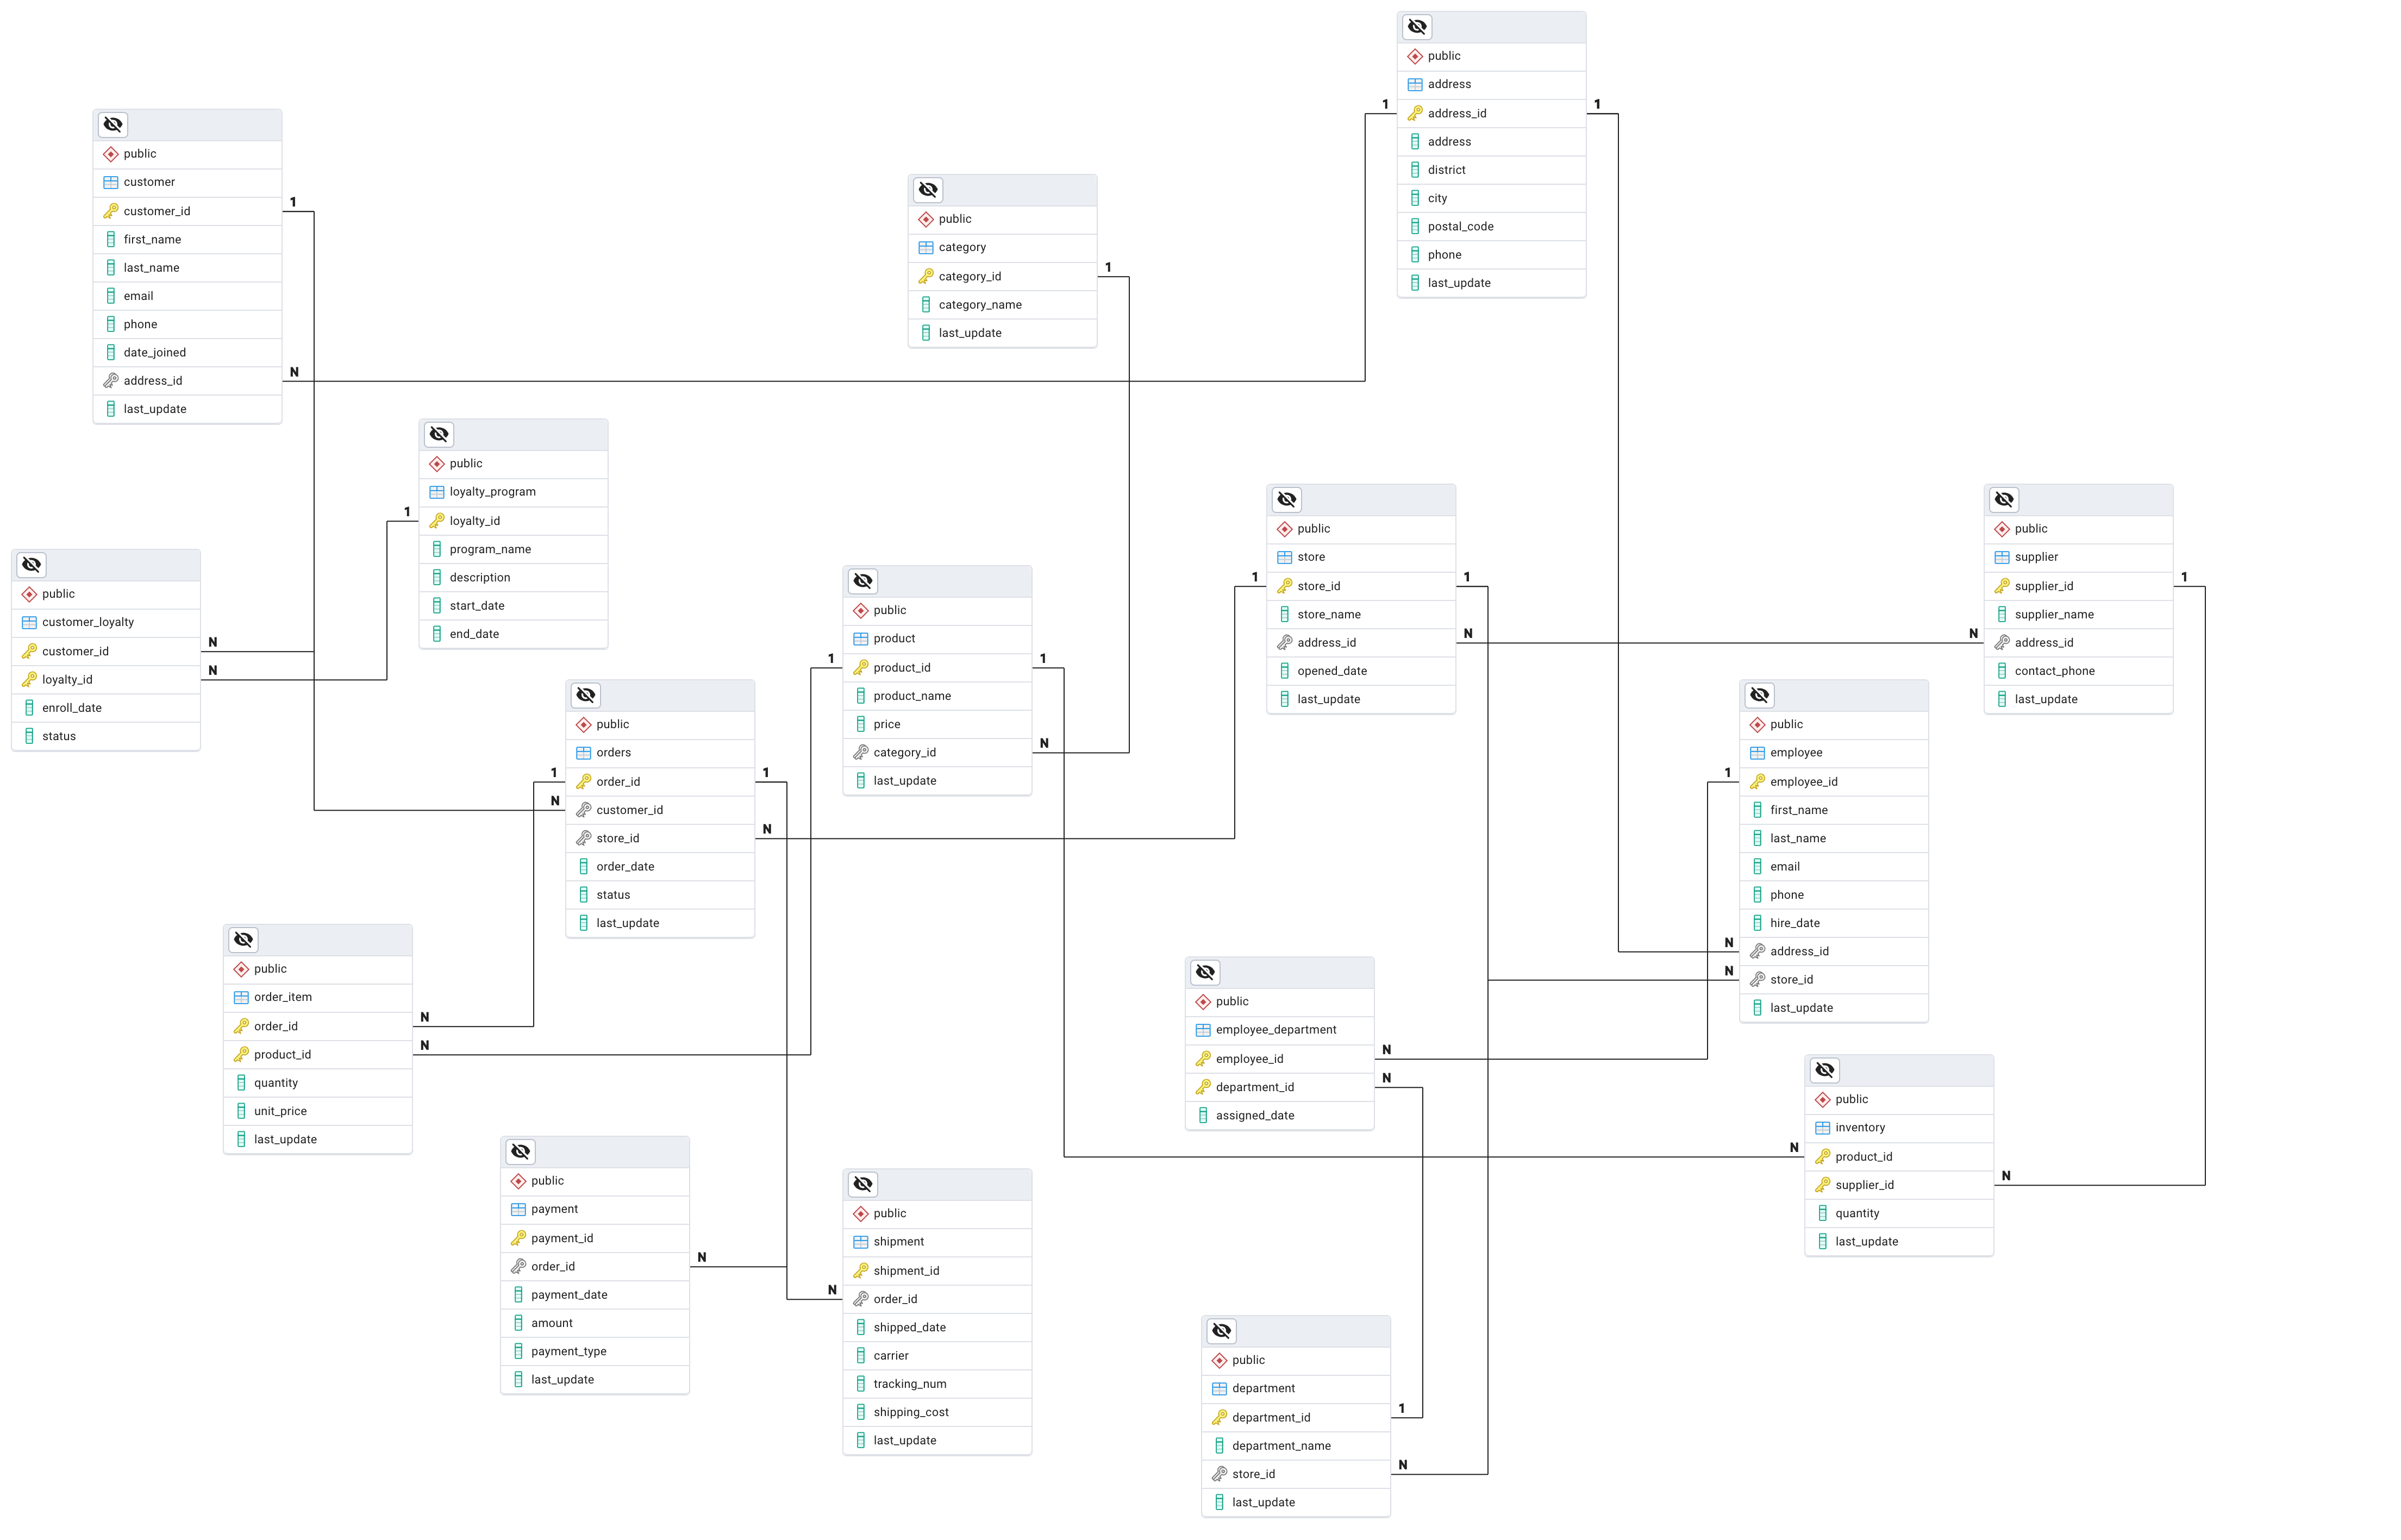 public
address
1
address_id
1
address
district
city
postal_code
phone
last_update
public
customer
customer_id
1
first_name
last_name
email
phone
date_joined
address_id
N
last_update
public
category
category_id
1
category_name
last_update
public
loyalty_program
1
loyalty_id
program_name
description
start_date
end_date
public
customer_loyalty
customer_id
N
loyalty_id
N
enroll_date
status
public
store
1
store_id
1
store_name
address_id
N
opened_date
last_update
public
supplier
supplier_id
1
supplier_name
N
address_id
contact_phone
last_update
public
product
1
product_id
1
product_name
price
category_id
N
last_update
public
orders
1
order_id
1
N
customer_id
store_id
N
order_date
status
last_update
public
employee
1
employee_id
first_name
last_name
email
phone
hire_date
N
address_id
N
store_id
last_update
public
order_item
order_id
N
product_id
N
quantity
unit_price
last_update
public
employee_department
employee_id
N
department_id
N
assigned_date
public
inventory
N
product_id
supplier_id
N
quantity
last_update
public
payment
payment_id
order_id
N
payment_date
amount
payment_type
last_update
public
shipment
shipment_id
N
order_id
shipped_date
carrier
tracking_num
shipping_cost
last_update
public
department
department_id
1
department_name
store_id
N
last_update